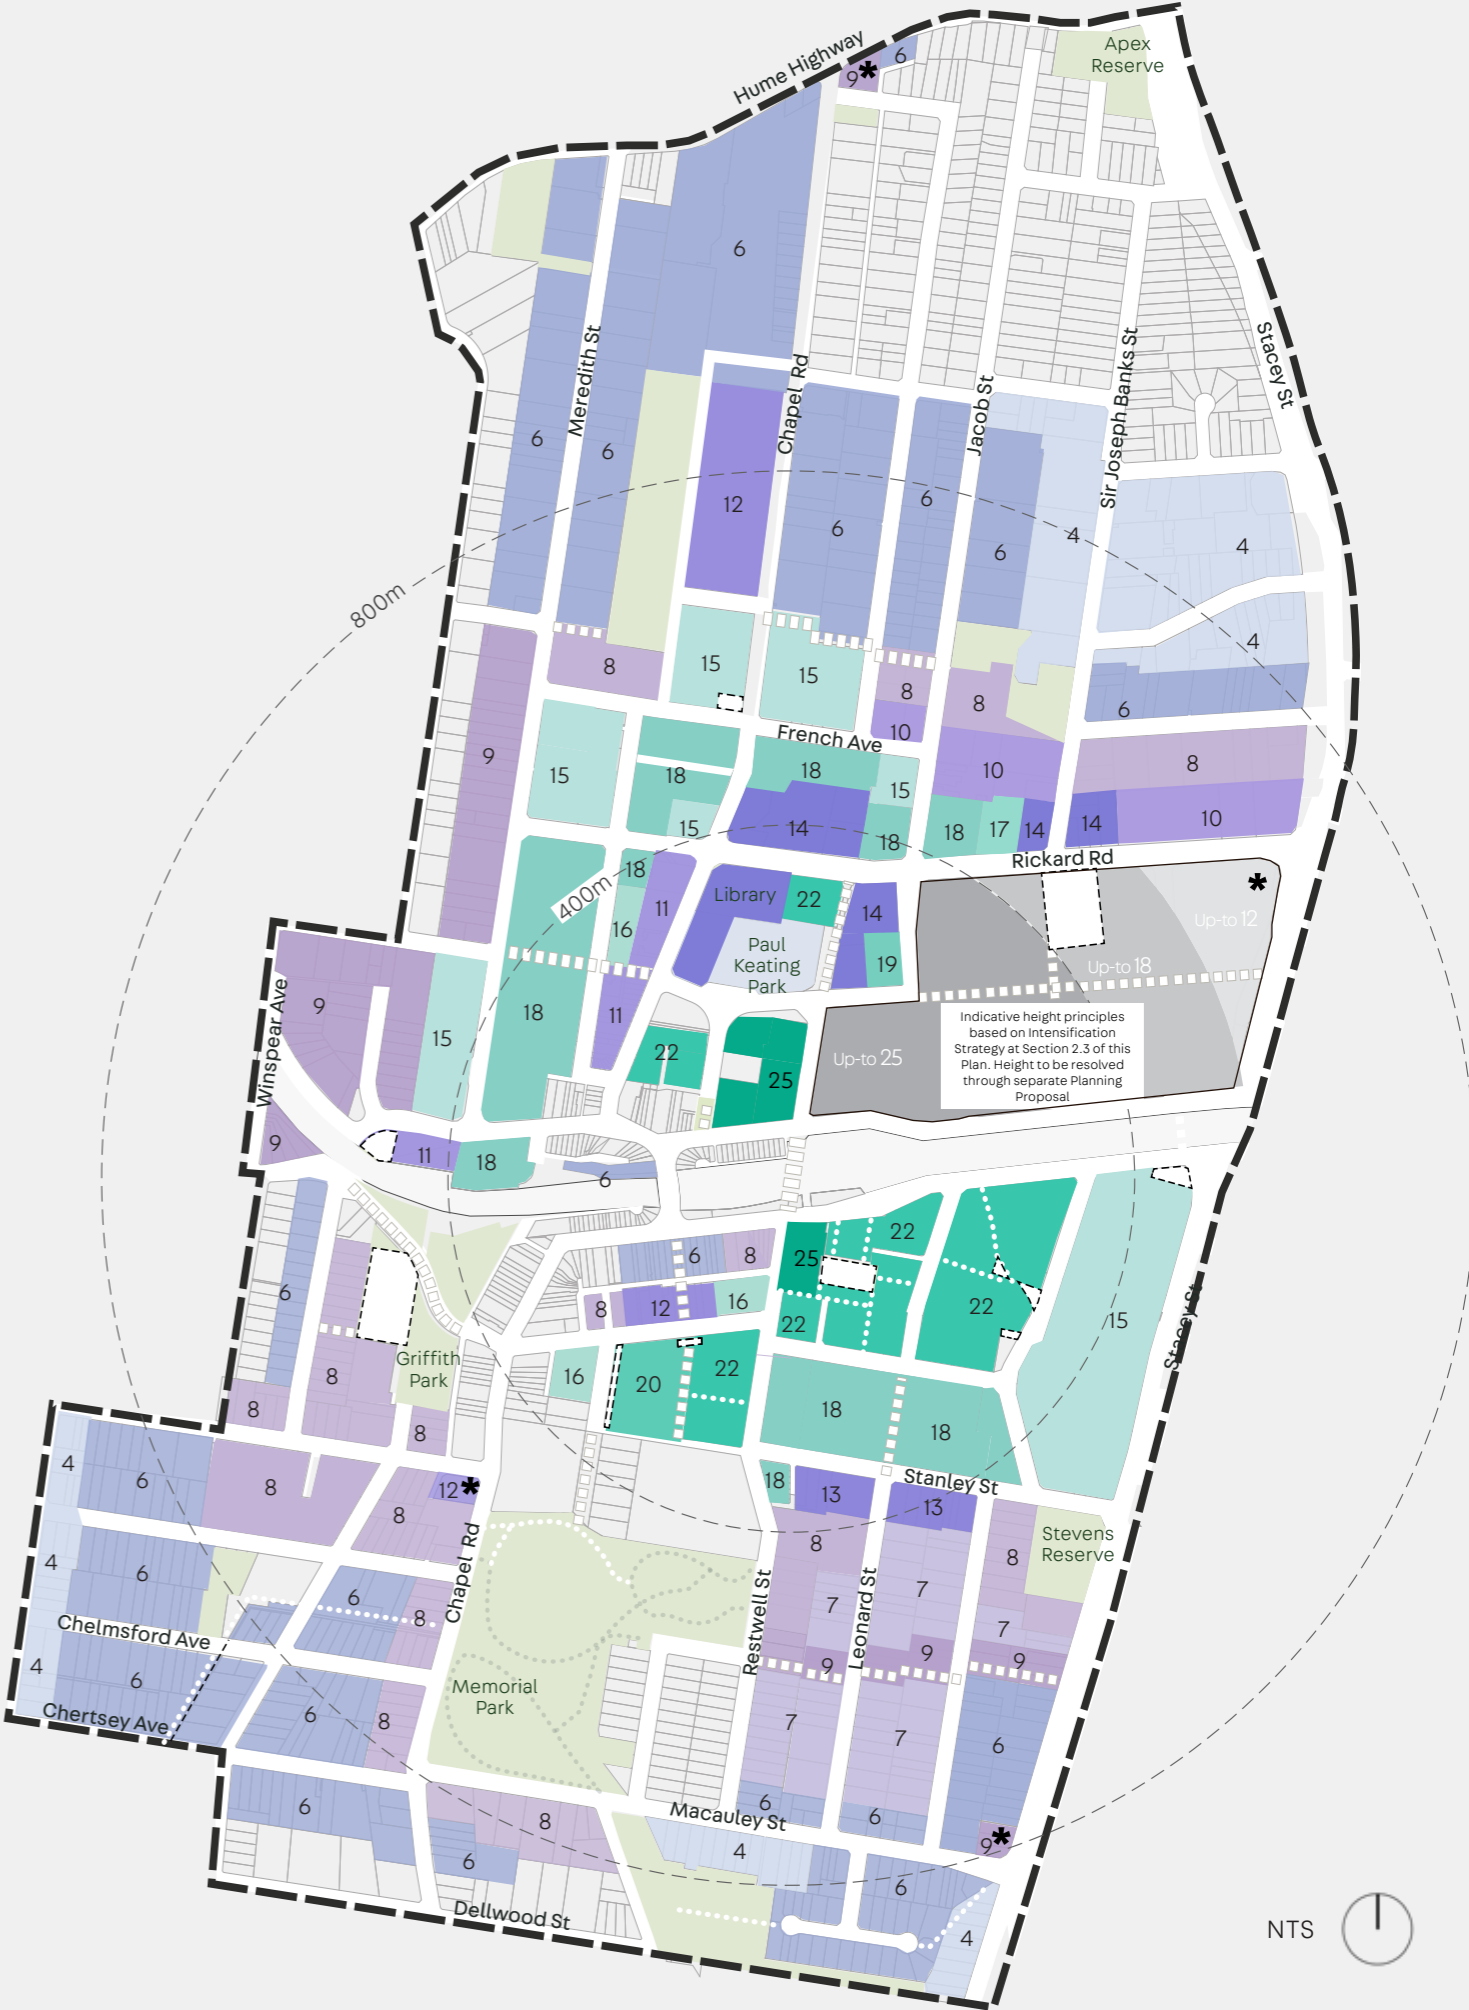 Hume Highway
6
9
*
Apex
Reserve
6
Meredith St
Chapel Rd
Jacob St
Sir Joseph Banks St
Stacey St
6
6
12
6
6
6
4
4
800m
4
8
15
15
8
8
6
10
French Ave
9
15
18
18
10
8
15
15
14
18
18
17
14
14
10
Rickard Rd
400m
18
11
16
Library
22
14
Paul
Keating
Park
19
*
Up-to 12
Up-to 18
Winspear Ave
9
15
18
11
22
25
Up-to 25
Indicative height principles
based on Intensification
Strategy at Section 2.3 of this
Plan. Height to be resolved
through separate Planning
Proposal
9
11
18
6
6
8
25
22
6
8
12
16
22
22
15
Stacey St
Griffith
Park
8
16
20
22
18
18
8
8
4
6
8
8
12
*
18
13
Stanley St
13
Chapel Rd
8
8
Stevens
Reserve
4
6
6
8
7
7
7
Chelmsford Ave
Restwell St
Leonard St
9
9
9
4
6
Memorial
Park
Chertsey Ave
6
8
7
7
6
6
8
6
Macauley St
6
9
*
4
6
6
Dellwood St
4
NTS